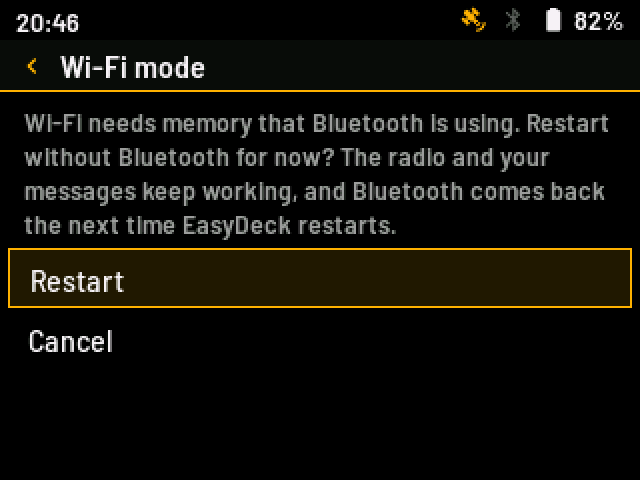 20:46
82%
Wi-Fi mode
Wi-Fi needs memory that Bluetooth is using. Restart
without Bluetooth for now? The radio and your
messages keep working, and Bluetooth comes back
the next time EasyDeck restarts.
Restart
Cancel